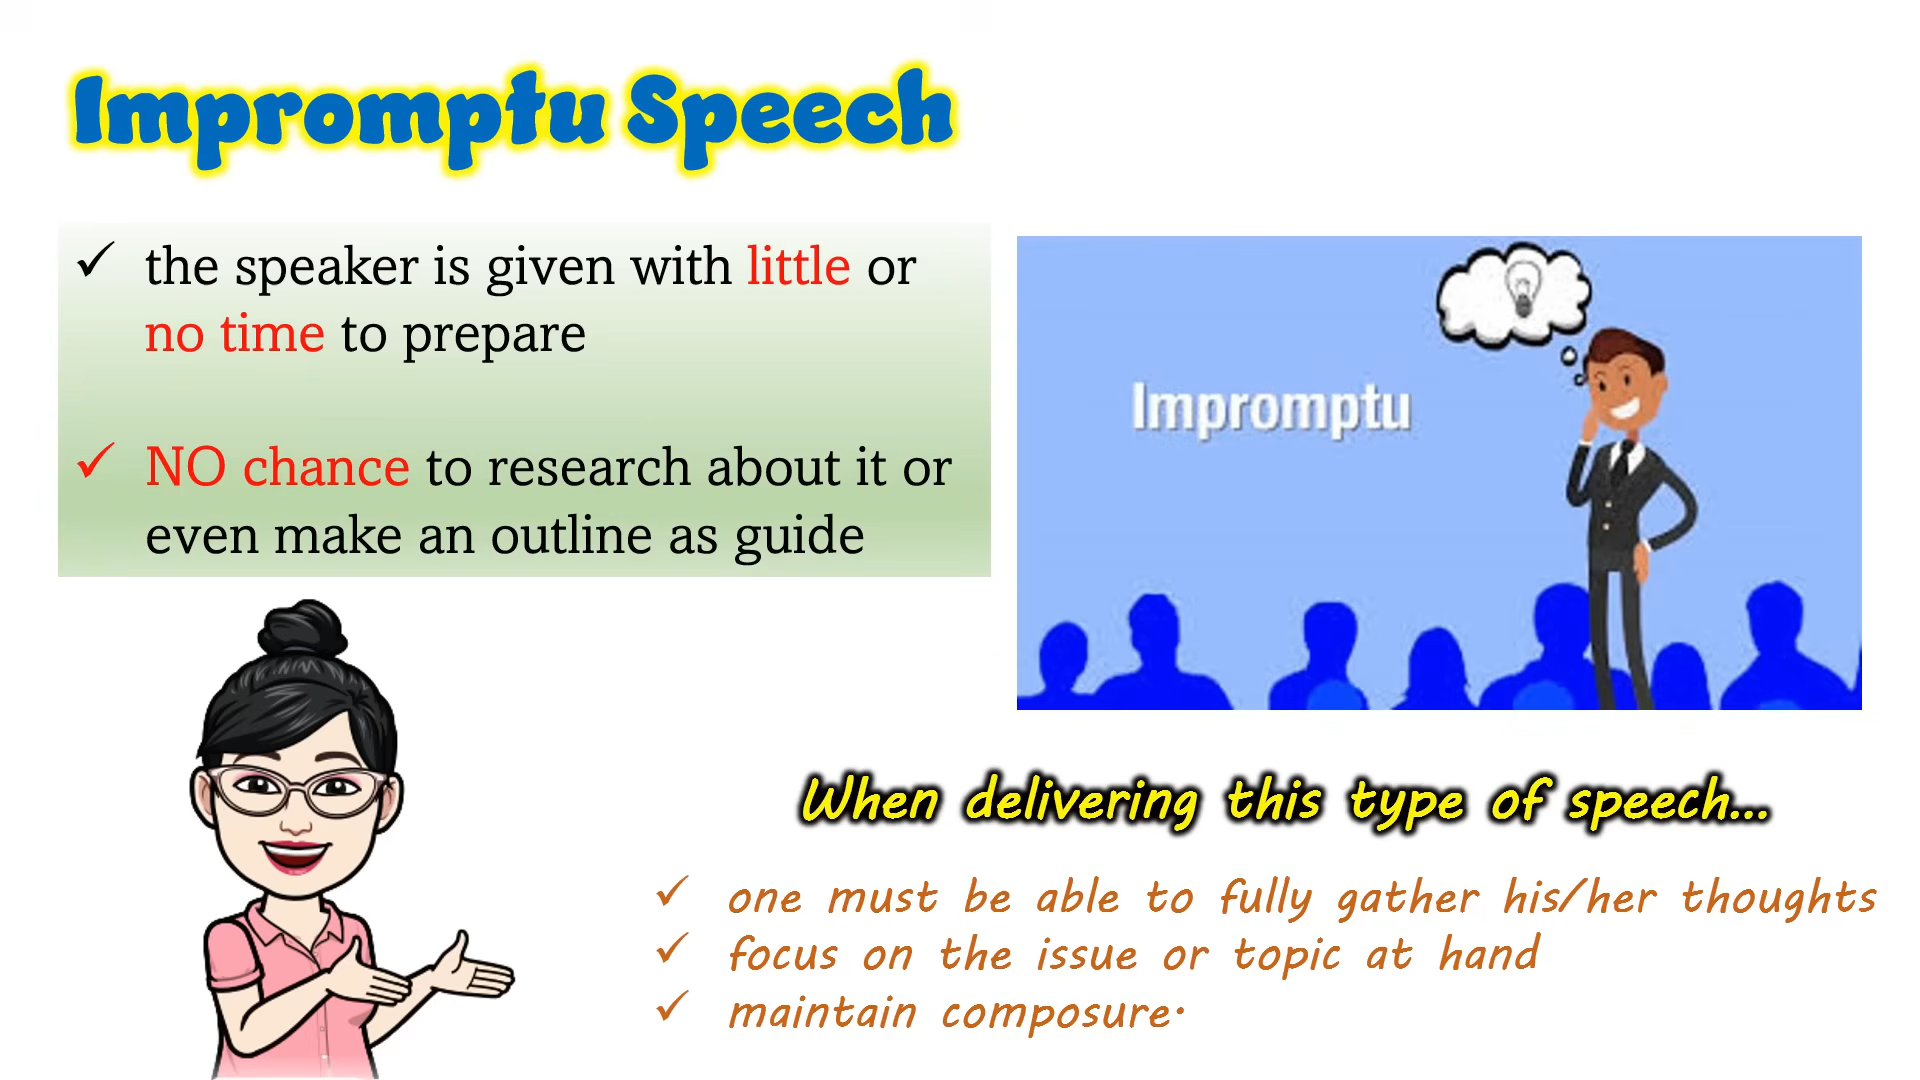 Impromptu Speech
✓ the speaker is given with little or
no time to prepare
✓ NO chance to research about it or
even make an outline as guide
Impromptu
When delivering this type of speech...
✓ one must be able to fully gather his/her thoughts
✓ focus on the issue or topic at hand
✓ maintain composure.